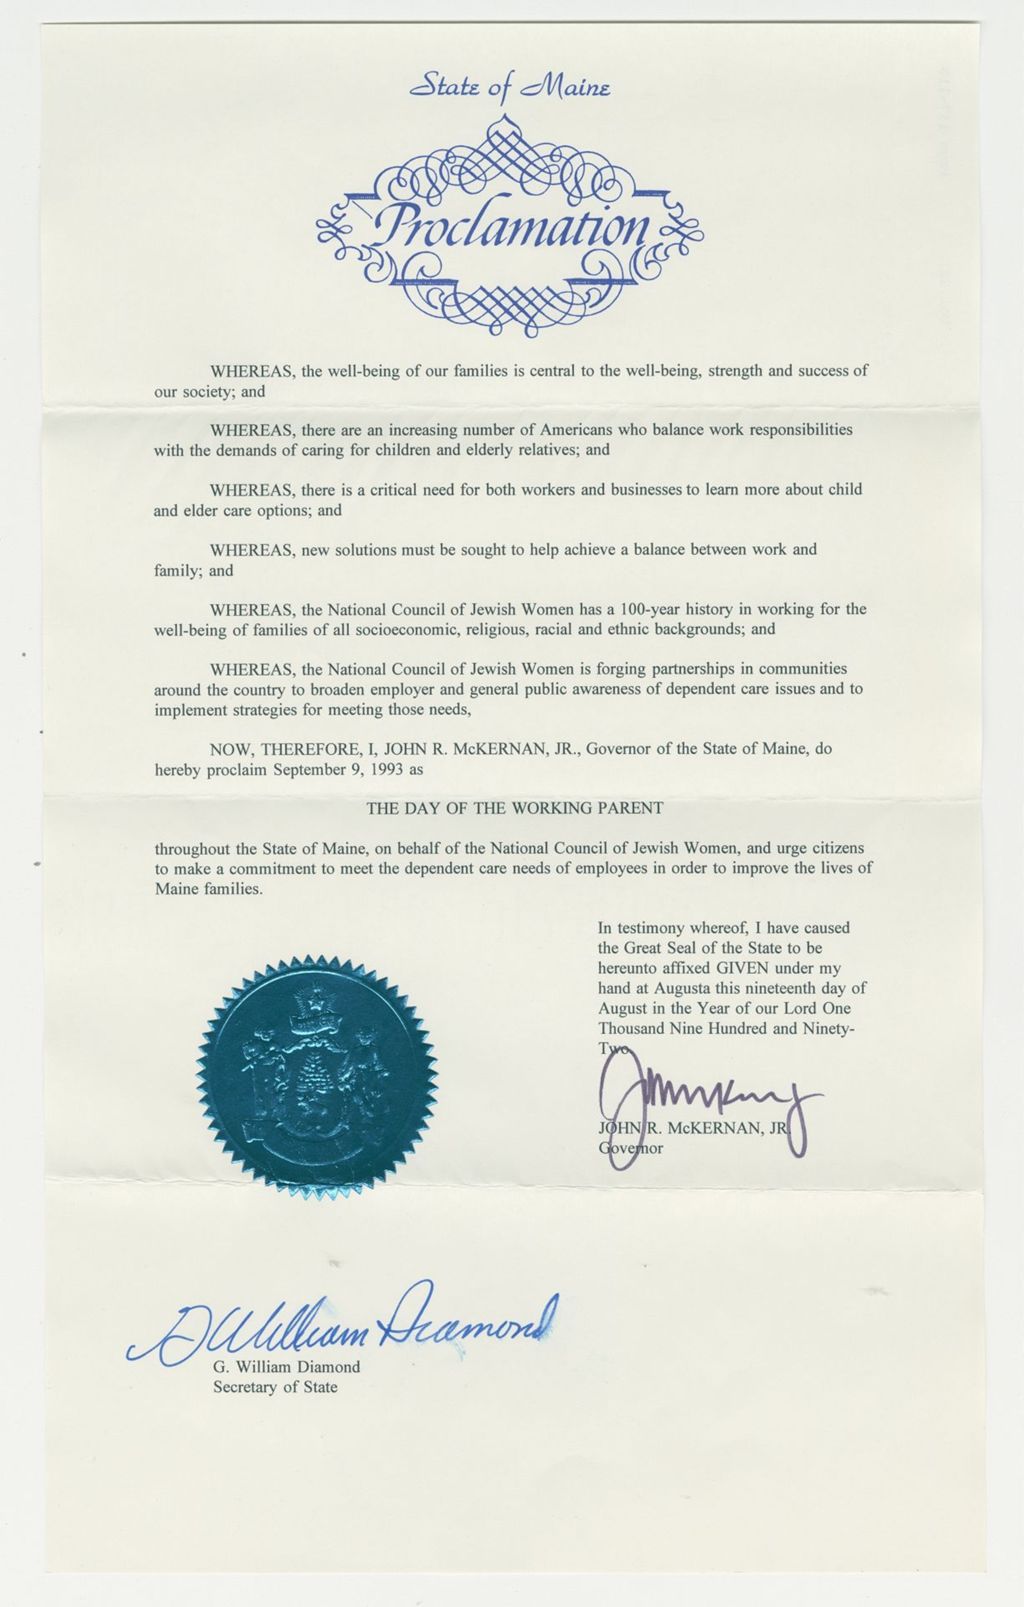 State of Maine
Proclamation
WHEREAS, the well-being of our families is central to the well-being, strength and success of
our society; and
WHEREAS, there are an increasing number of Americans who balance work responsibilities
with the demands of caring for children and elderly relatives; and
WHEREAS, there is a critical need for both workers and businesses to learn more about child
and elder care options; and
WHEREAS, new solutions must be sought to help achieve a balance between work and
family; and
WHEREAS, the National Council of Jewish Women has a 100-year history in working for the
well-being of families of all socioeconomic, religious, racial and ethnic backgrounds; and
WHEREAS, the National Council of Jewish Women is forging partnerships in communities
around the country to broaden employer and general public awareness of dependent care issues and to
implement strategies for meeting those needs,
NOW, THEREFORE, I, JOHN R. McKERNAN, JR., Governor of the State of Maine, do
hereby proclaim September 9, 1993 as
THE DAY OF THE WORKING PARENT
throughout the State of Maine, on behalf of the National Council of Jewish Women, and urge citizens
to make a commitment to meet the dependent care needs of employees in order to improve the lives of
Maine families.
In testimony whereof, I have caused
the Great Seal of the State to be
hereunto affixed GIVEN under my
hand at Augusta this nineteenth day of
August in the Year of our Lord One
Thousand Nine Hundred and Ninety-
Two.
JOHN R. McKERNAN, JR.
Governor
G William Diamond
G. William Diamond
Secretary of State